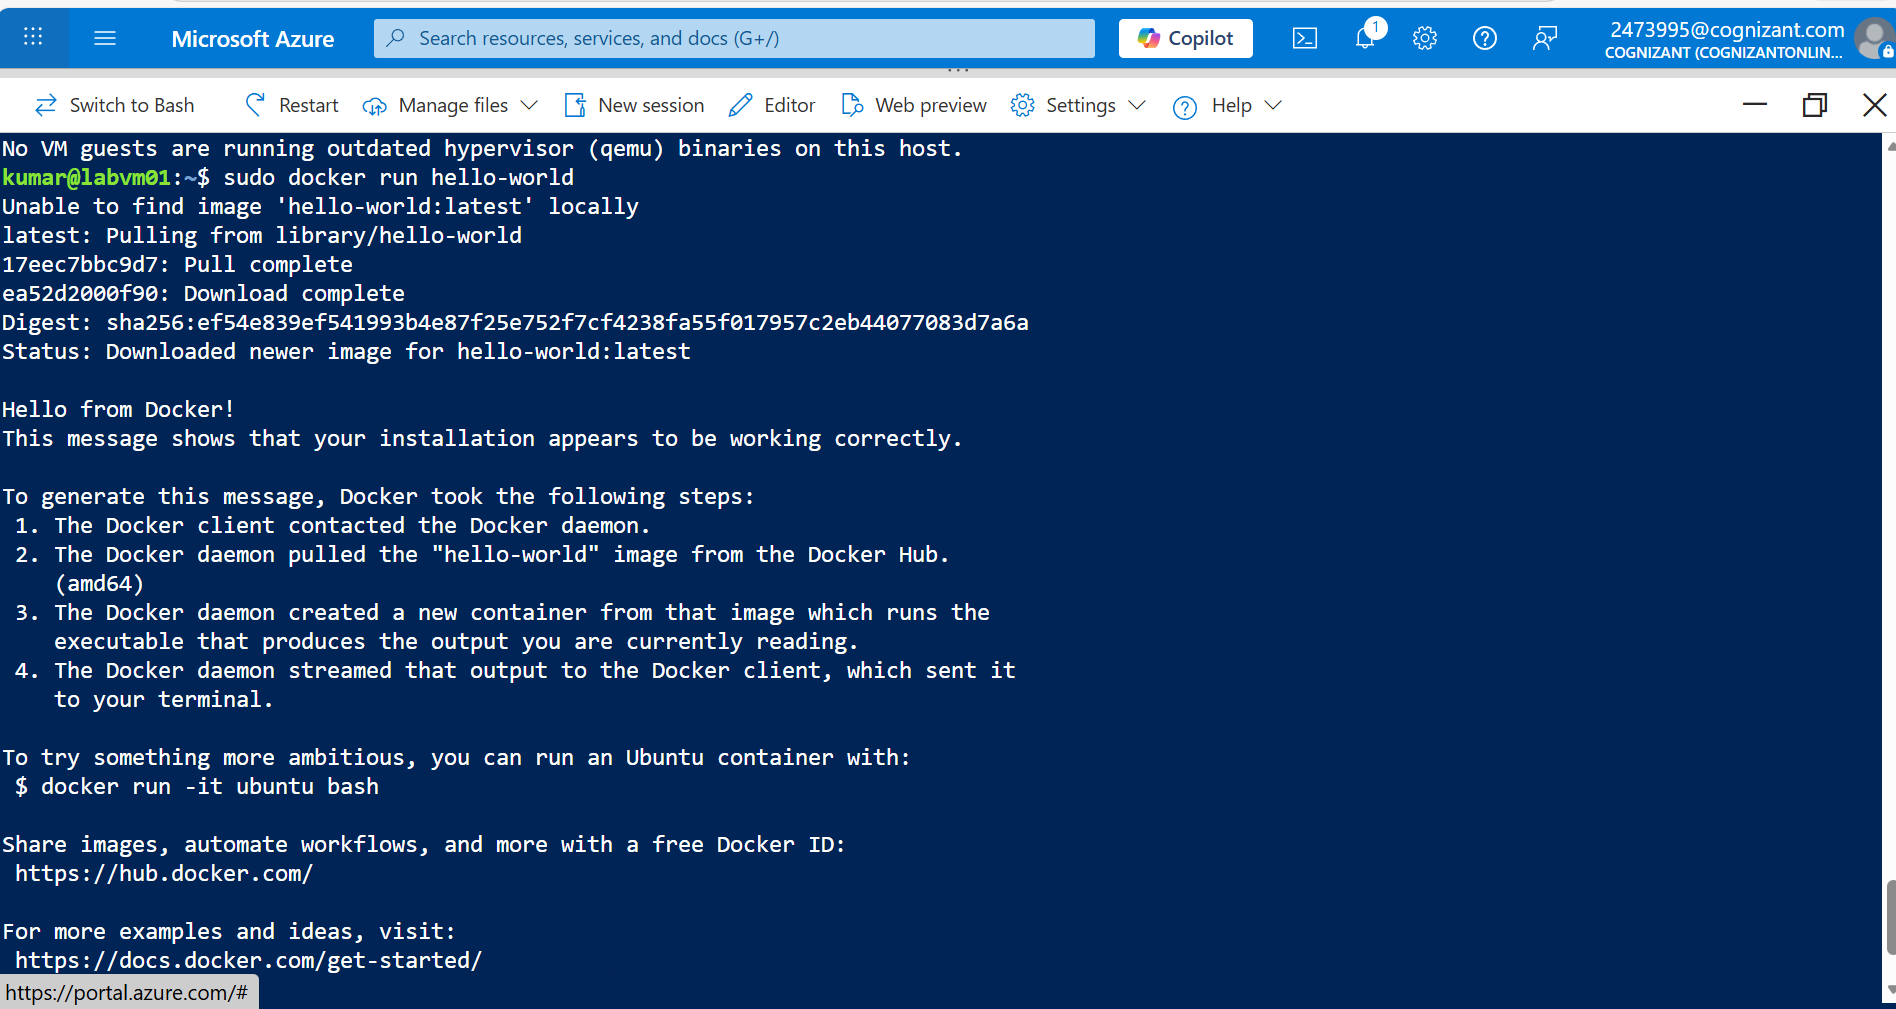 Microsoft Azure
Search resources, services, and docs (G+/)
Copilot
1
2473995@cognizant.com
COGNIZANT (COGNIZANTONLIN...
Switch to Bash
Restart
Manage files
New session
Editor
Web preview
Settings
Help
No VM guests are running outdated hypervisor (qemu) binaries on this host.
kumar@labvm01:~$ sudo docker run hello-world
Unable to find image 'hello-world:latest' locally
latest: Pulling from library/hello-world
17eec7bbc9d7: Pull complete
ea52d2000f90: Download complete
Digest: sha256:ef54e839ef541993b4e87f25e752f7cf4238fa55f017957c2eb44077083d7a6a
Status: Downloaded newer image for hello-world:latest
Hello from Docker!
This message shows that your installation appears to be working correctly.
To generate this message, Docker took the following steps:
1. The Docker client contacted the Docker daemon.
2. The Docker daemon pulled the "hello-world" image from the Docker Hub.
(amd64)
3. The Docker daemon created a new container from that image which runs the
executable that produces the output you are currently reading.
4. The Docker daemon streamed that output to the Docker client, which sent it
to your terminal.
To try something more ambitious, you can run an Ubuntu container with:
$ docker run -it ubuntu bash
Share images, automate workflows, and more with a free Docker ID:
https://hub.docker.com/
For more examples and ideas, visit:
https://docs.docker.com/get-started/
https://portal.azure.com/#